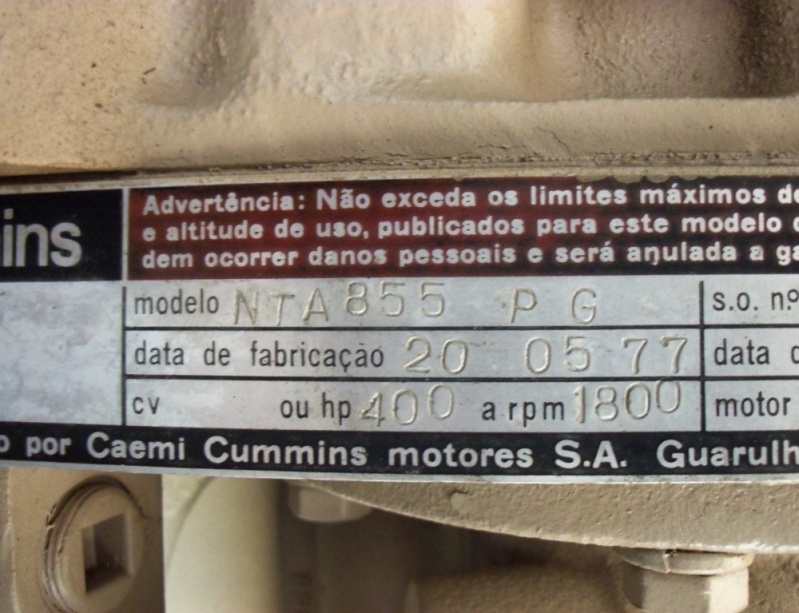 ins
Advertência: Não exceda os limites máximos de
e altitude de uso, publicados para este modelo
dem ocorrer danos pessoais e será anulada a ga
modelo NTA855 P G s.o. nº
data de fabricação 20 05 77 data
cv ou hp 400 a rpm 1800 motor
o por Caemi Cummins motores S.A. Guarulh